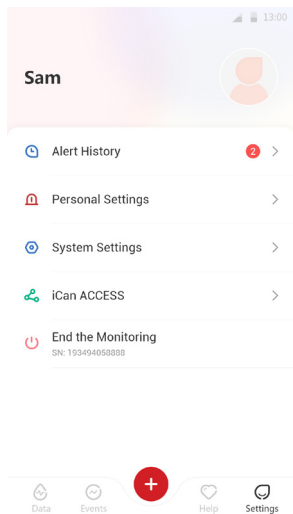 13:00
Sam
Alert History 2
Personal Settings
System Settings
iCan ACCESS
End the Monitoring
SN: 193494058888
Data Events Help Settings